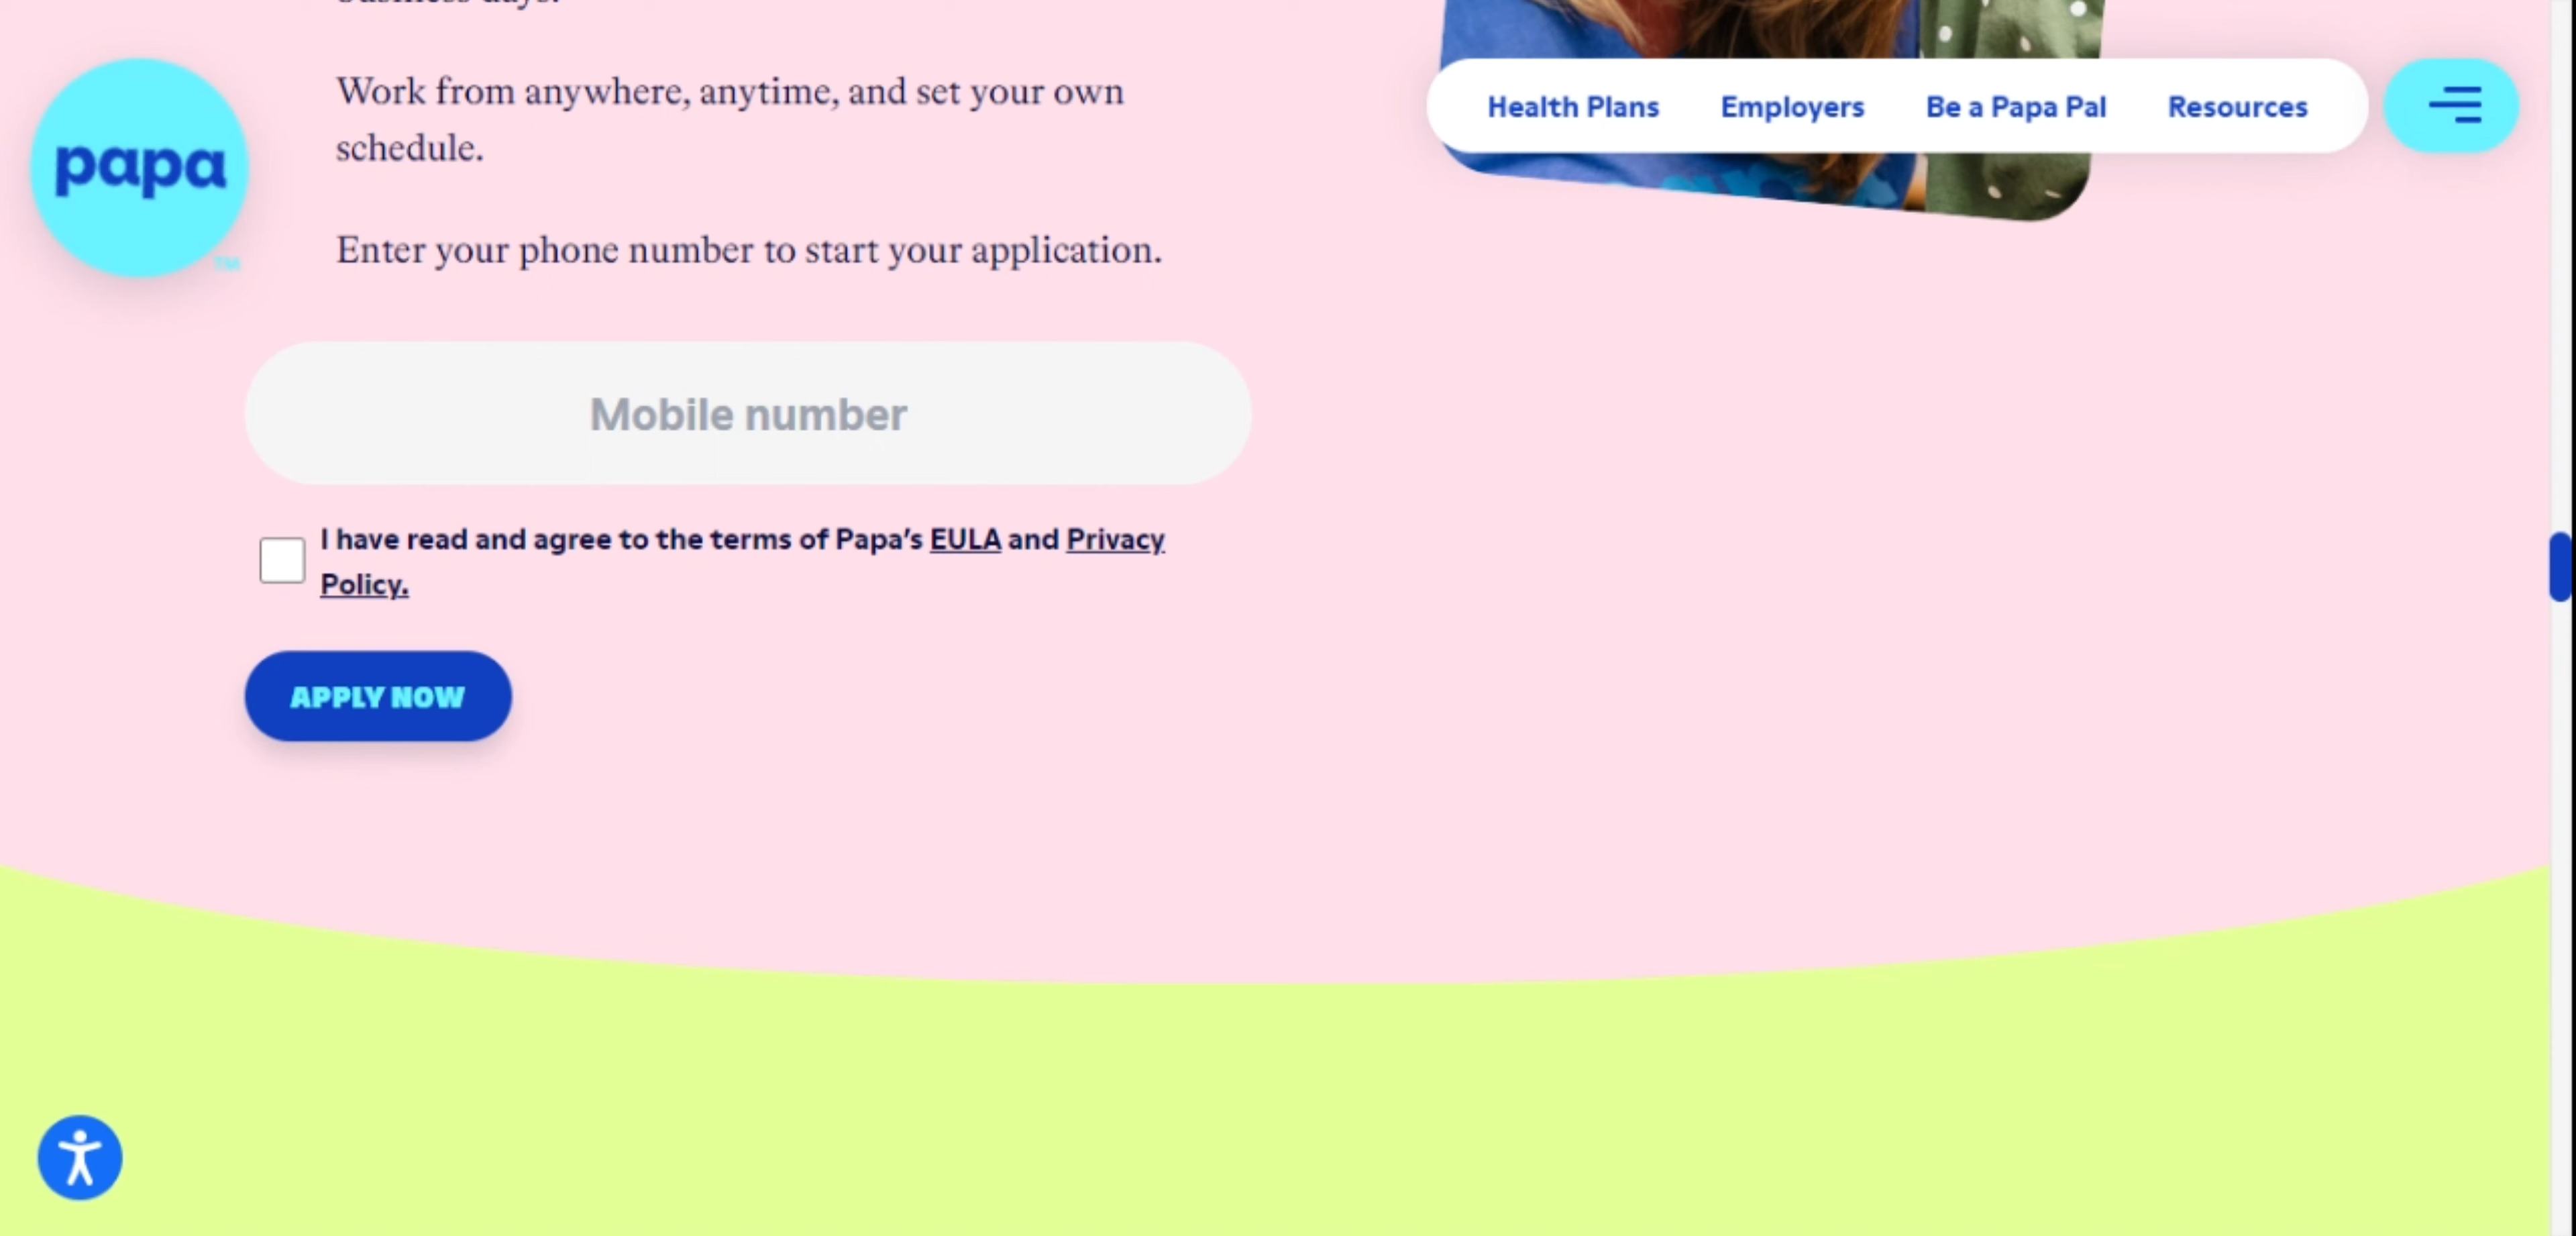 papa
TM
Work from anywhere, anytime, and set your own
schedule.
Enter your phone number to start your application.
Health Plans
Employers
Be a Papa Pal
Resources
Mobile number
I have read and agree to the terms of Papa’s EULA and Privacy
Policy.
APPLY NOW